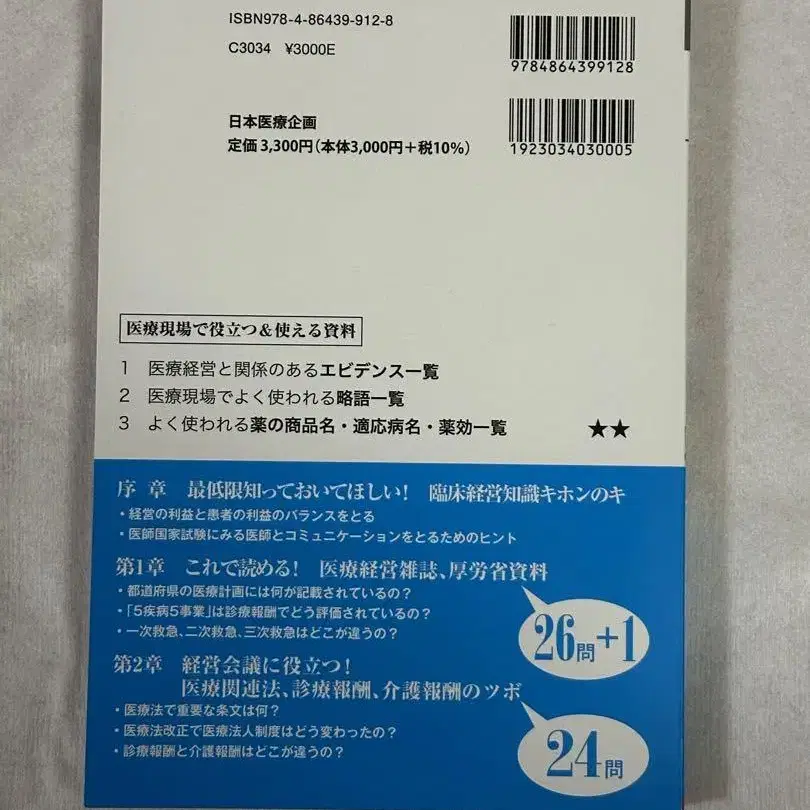 ISBN978-4-86439-912-8
C3034 ¥3000E
9784864399128
日本医療企画
定価3,300円(本体3,000円+税10%)
1923034030005
医療現場で役立つ&使える資料
1 医療経営と関係のあるエビデンス一覧
2 医療現場でよく使われる略語一覧
3 よく使われる薬の商品名・適応病名・薬効一覧
★★
序章 最低限知っておいてほしい! 臨床経営知識キホンのキ
・経営の利益と患者の利益のバランスをとる
・医師国家試験にみる医師とコミュニケーションをとるためのヒント
第1章 これで読める! 医療経営雑誌、厚労省資料
・都道府県の医療計画には何が記載されているの?
・「5疾病5事業」は診療報酬でどう評価されているの?
・一次救急、二次救急、三次救急はどこが違うの?
26問+1
第2章 経営会議に役立つ!
医療関連法、診療報酬、介護報酬のツボ
・医療法で重要な条文は何?
・医療法改正で医療法人制度はどう変わったの?
・診療報酬と介護報酬はどこが違うの?
24問